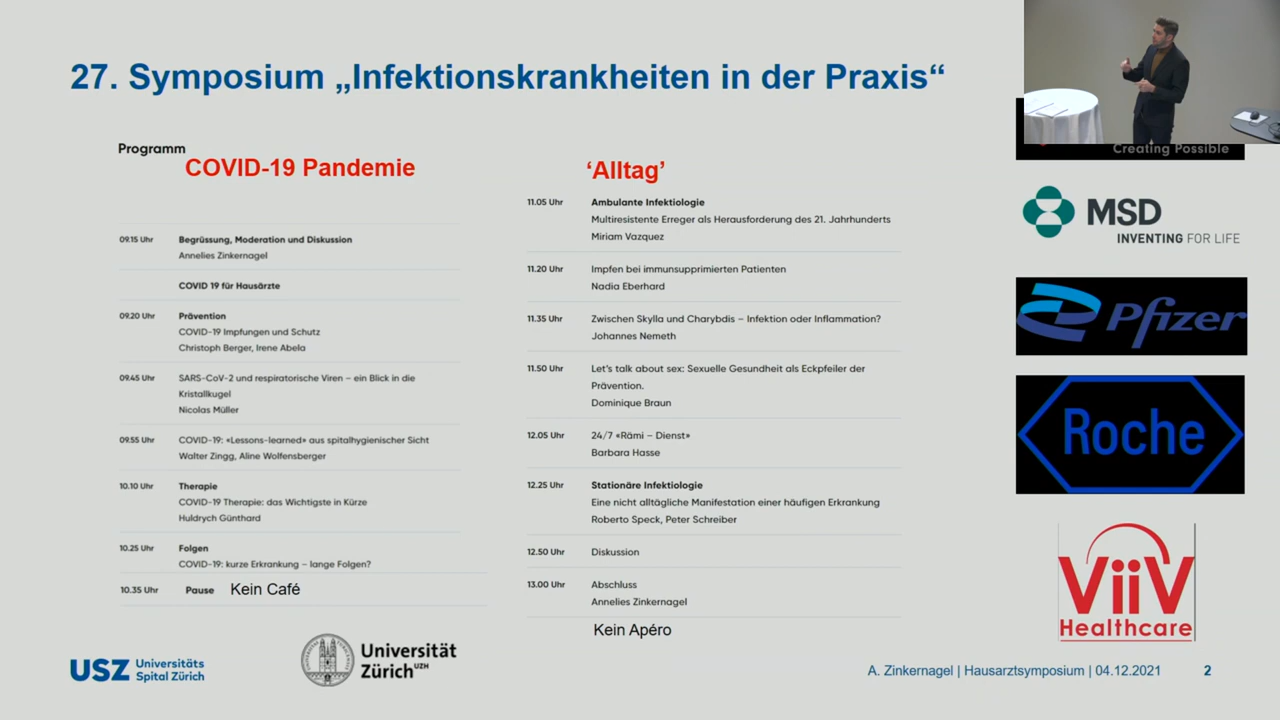 27. Symposium „Infektionskrankheiten in der Praxis“
Programm
COVID-19 Pandemie
09.15 Uhr Begrüssung, Moderation und Diskussion
Annelies Zinkernagel
COVID 19 für Hausärzte
09.20 Uhr Prävention
COVID-19 Impfungen und Schutz
Christoph Berger, Irene Abela
09.45 Uhr SARS-CoV-2 und respiratorische Viren – ein Blick in die
Kristallkugel
Nicolas Müller
09.55 Uhr COVID-19: «Lessons-learned» aus spitalhygienischer Sicht
Walter Zingg, Aline Wolfensberger
10.10 Uhr Therapie
COVID-19 Therapie: das Wichtigste in Kürze
Huldrych Günthard
10.25 Uhr Folgen
COVID-19: kurze Erkrankung – lange Folgen?
10.35 Uhr Pause Kein Café
‘Alltag’
11.05 Uhr Ambulante Infektiologie
Multiresistente Erreger als Herausforderung des 21. Jahrhunderts
Miriam Vazquez
11.20 Uhr Impfen bei immunsupprimierten Patienten
Nadia Eberhard
11.35 Uhr Zwischen Skylla und Charybdis – Infektion oder Inflammation?
Johannes Nemeth
11.50 Uhr Let’s talk about sex: Sexuelle Gesundheit als Eckpfeiler der
Prävention.
Dominique Braun
12.05 Uhr 24/7 «Rämi – Dienst»
Barbara Hasse
12.25 Uhr Stationäre Infektiologie
Eine nicht alltägliche Manifestation einer häufigen Erkrankung
Roberto Speck, Peter Schreiber
12.50 Uhr Diskussion
13.00 Uhr Abschluss
Annelies Zinkernagel
Kein Apéro
Creating Possible
MSD
INVENTING FOR LIFE
Pfizer
Roche
ViiV
Healthcare
USZ Universitäts
Spital Zürich
Universität
Zürich UZH
A. Zinkernagel | Hausarztsymposium | 04.12.2021 2